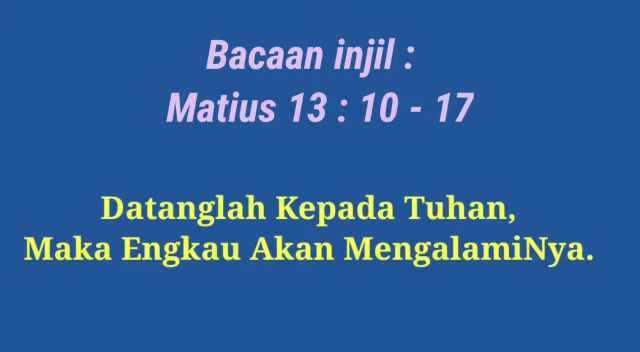 Bacaan injil :
Matius 13 : 10 - 17
Datanglah Kepada Tuhan,
Maka Engkau Akan MengalamiNya.